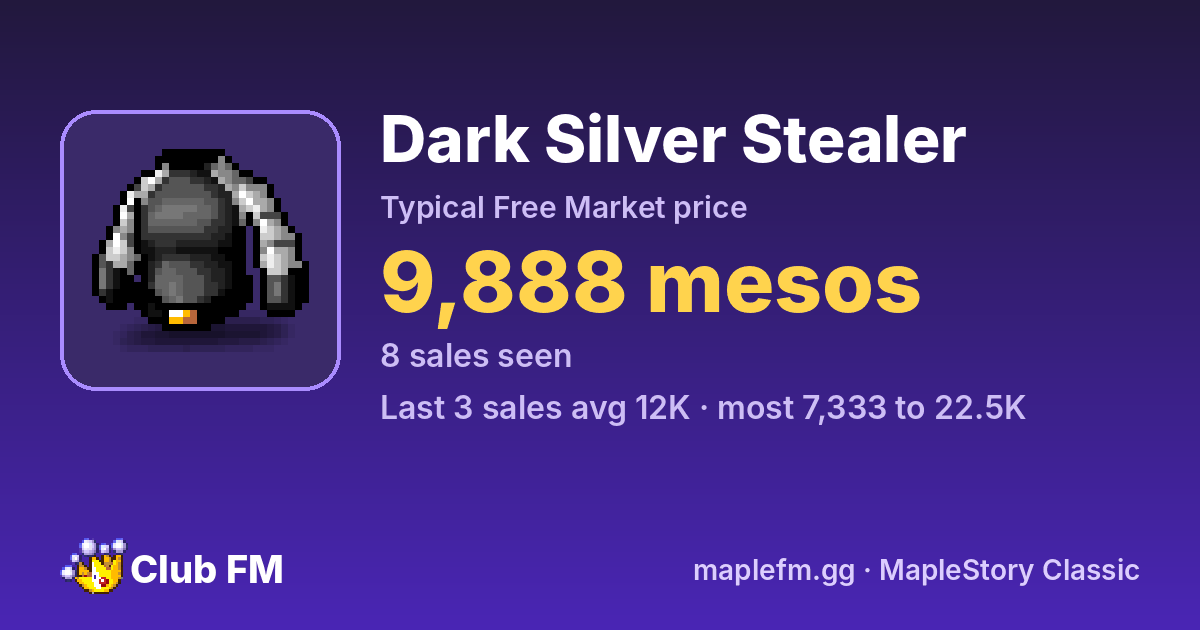 Dark Silver Stealer
Typical Free Market price
9,888 mesos
8 sales seen
Last 3 sales avg 12K · most 7,333 to 22.5K
Club FM
maplefm.gg · MapleStory Classic